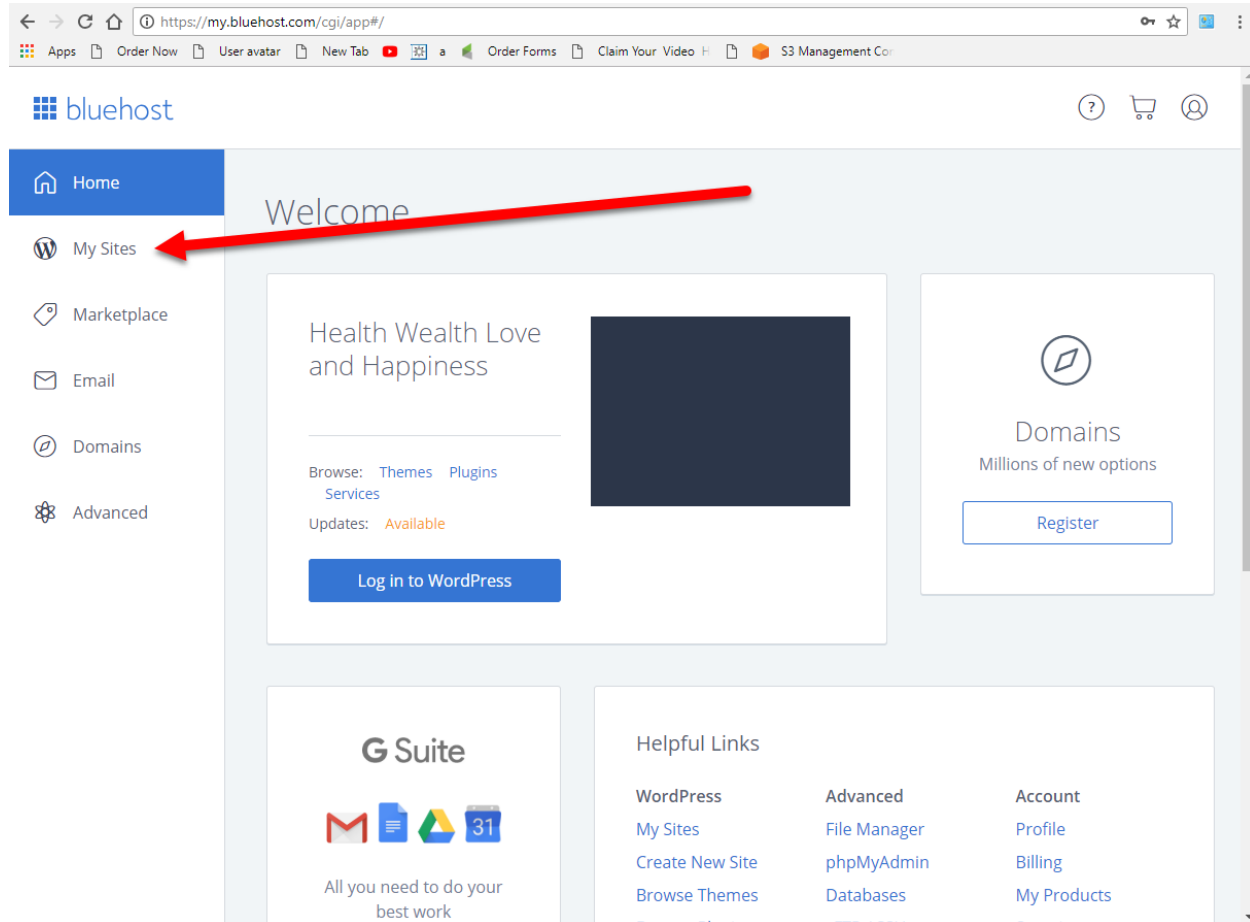 https://my.bluehost.com/cgi/app#/
Apps Order Now User avatar New Tab a Order Forms Claim Your Video H S3 Management Con
bluehost
?
Home
My Sites
Marketplace
Email
Domains
Advanced
Welcome
Health Wealth Love
and Happiness
Browse: Themes Plugins
Services
Updates: Available
Log in to WordPress
Domains
Millions of new options
Register
G Suite
31
All you need to do your
best work
Helpful Links
WordPress Advanced Account
My Sites File Manager Profile
Create New Site phpMyAdmin Billing
Browse Themes Databases My Products